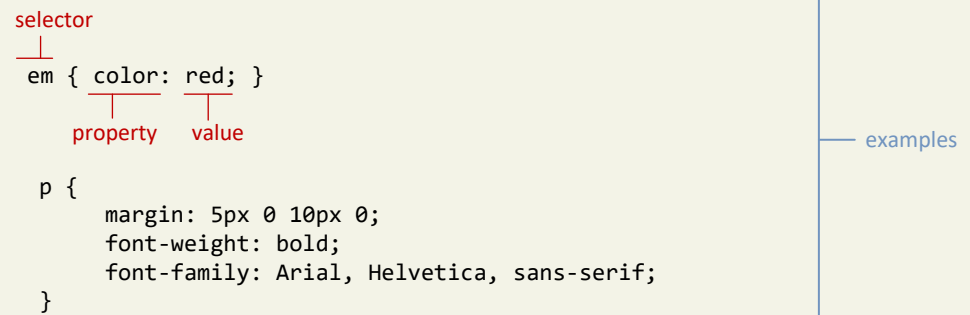 selector
em { color: red; }
property value
examples
p {
margin: 5px 0 10px 0;
font-weight: bold;
font-family: Arial, Helvetica, sans-serif;
}